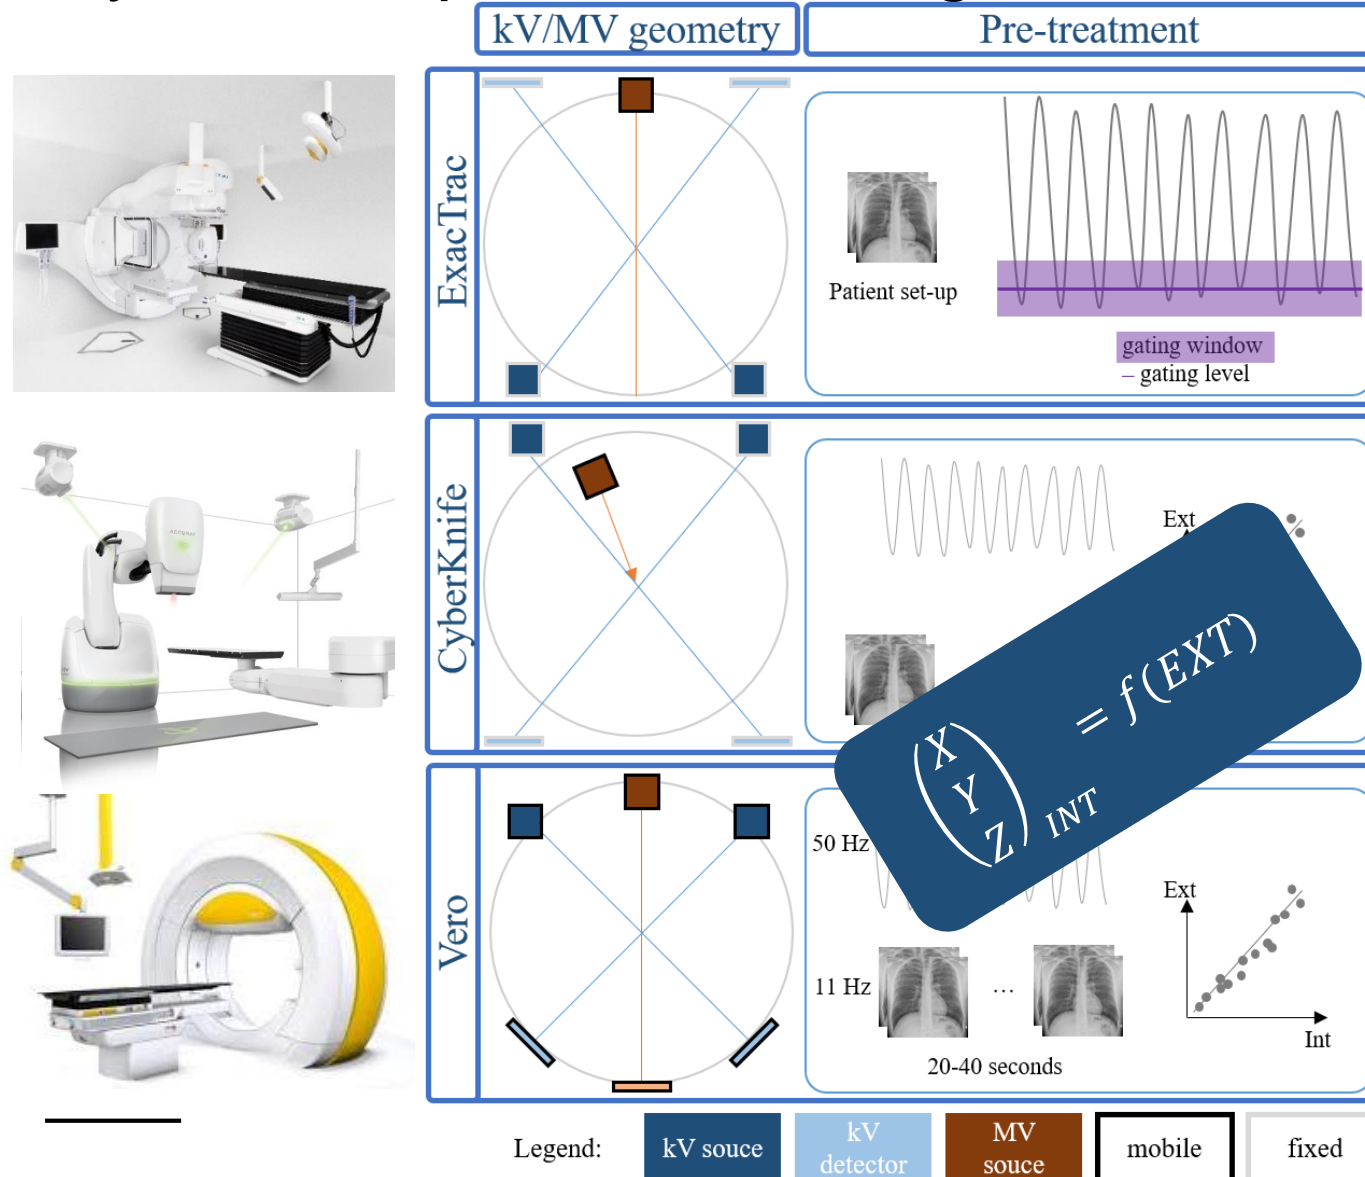 kV/MV geometry
Pre-treatment
ExacTrac
Patient set-up
gating window
– gating level
CyberKnife
Ext
(X Y Z) INT = f(EXT)
Vero
50 Hz
11 Hz
...
20-40 seconds
Ext
Int
Legend:
kV souce
kV
detector
MV
souce
mobile
fixed